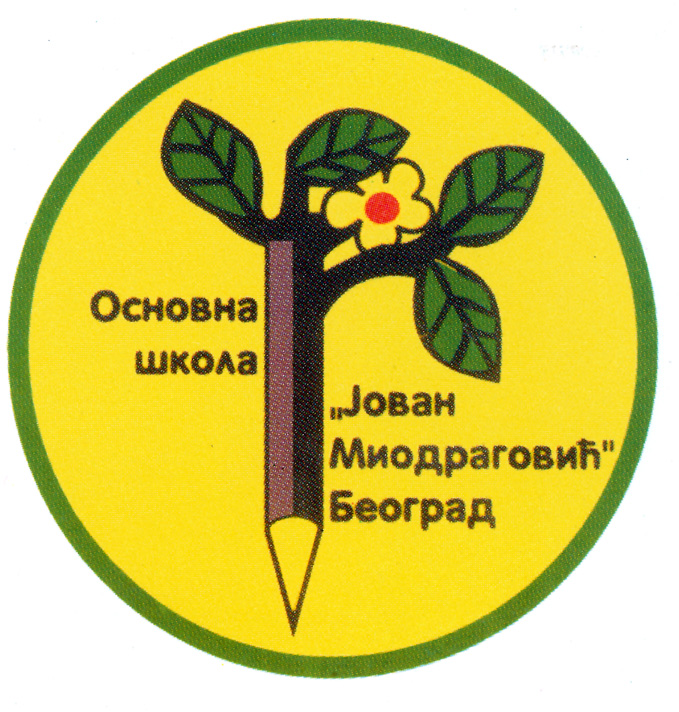 Основна
школа
„Јован
Миодраговић"
Београд